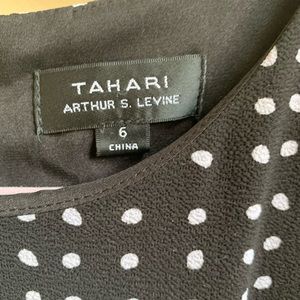 TAHARI
ARTHUR S. LEVINE
6
CHINA